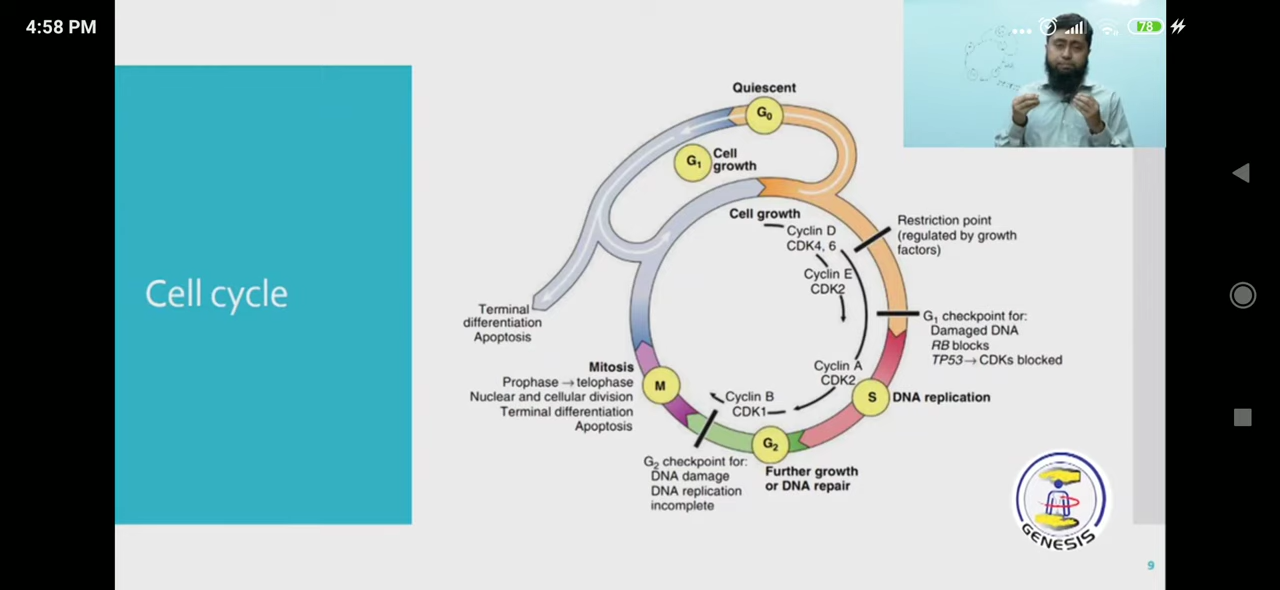 4:58 PM
78
Cell cycle
Quiescent
G0
G1
Cell
growth
Cell growth
Cyclin D
CDK4, 6
Cyclin E
CDK2
Restriction point
(regulated by growth
factors)
G1 checkpoint for:
Damaged DNA
RB blocks
TP53→CDKs blocked
Cyclin A
CDK2
S
DNA replication
Cyclin B
CDK1
G2
Further growth
or DNA repair
G2 checkpoint for:
DNA damage
DNA replication
incomplete
M
Mitosis
Prophase → telophase
Nuclear and cellular division
Terminal differentiation
Apoptosis
Terminal
differentiation
Apoptosis
GENESIS
9